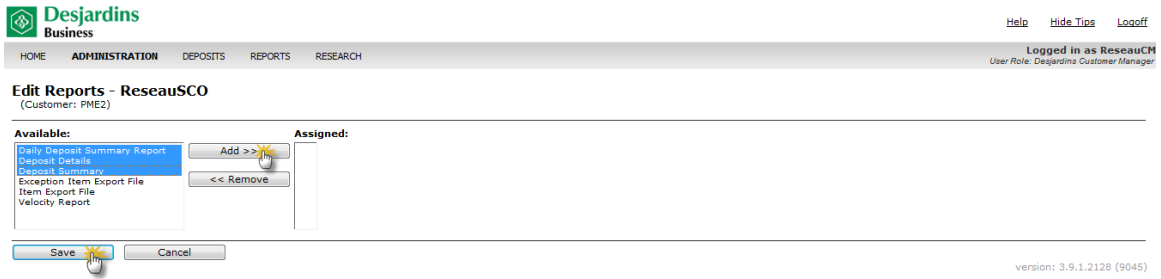 Desjardins
Business
Help Hide Tips Logoff
HOME ADMINISTRATION DEPOSITS REPORTS RESEARCH
Logged in as ReseauCM
User Role: Desjardins Customer Manager
Edit Reports - ReseauSCO
(Customer: PME2)
Available: Assigned:
Daily Deposit Summary Report
Deposit Details
Deposit Summary
Exception Item Export File
Item Export File
Velocity Report
Add >>
<< Remove
Save Cancel
version: 3.9.1.2128 (9045)